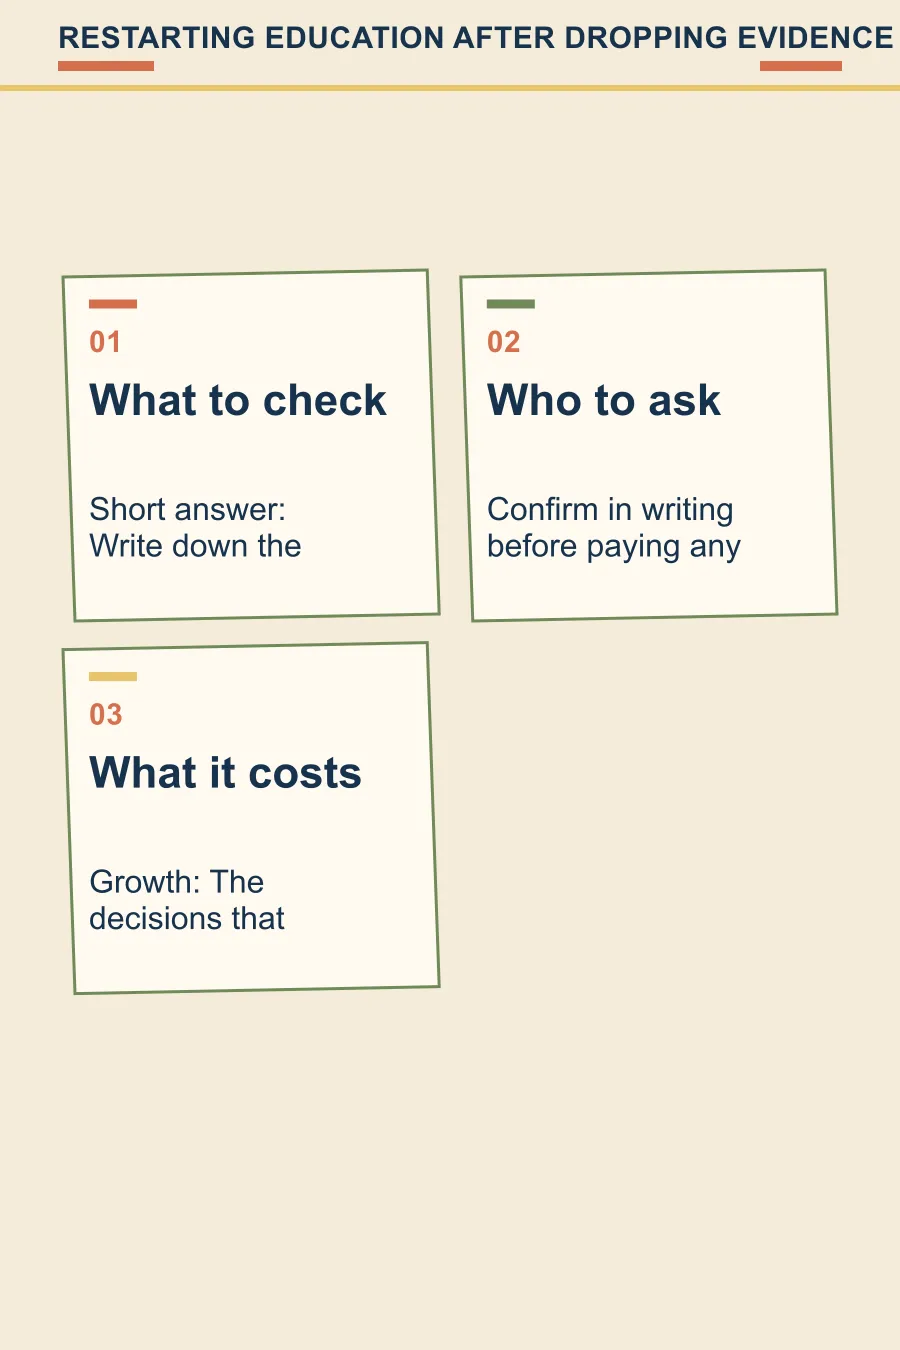 RESTARTING EDUCATION AFTER DROPPING EVIDENCE
01
What to check
Short answer:
Write down the
02
Who to ask
Confirm in writing
before paying any
03
What it costs
Growth: The
decisions that